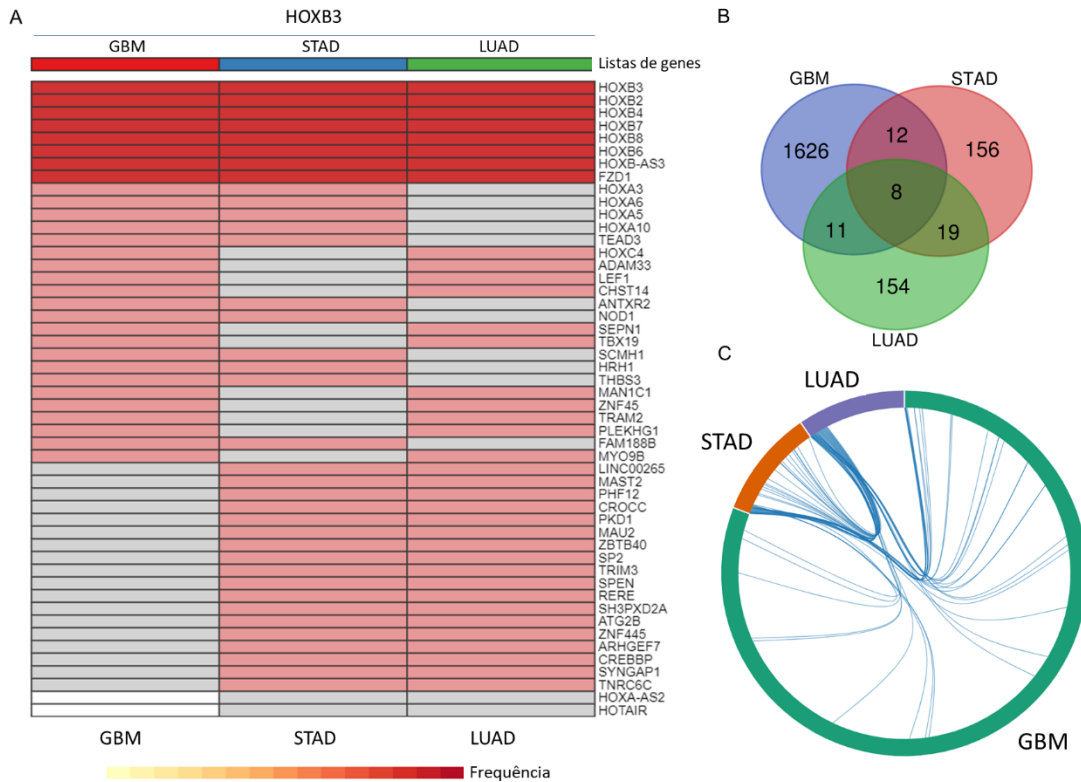 A
HOXB3
GBM STAD LUAD
Listas de genes
HOXB3
HOXB2
HOXB4
HOXB7
HOXB8
HOXB6
HOXB-AS3
FZD1
HOXA3
HOXA6
HOXA5
HOXA10
TEAD3
HOXC4
ADAM33
LEF1
CHST14
ANTXR2
NOD1
SEPN1
TBX19
SCMH1
HRH1
THBS3
MAN1C1
ZNF45
TRAM2
PLEKHG1
FAM188B
MYO9B
LINC00265
MAST2
PHF12
CROCC
PKD1
MAU2
ZBTB40
SP2
TRIM3
SPEN
RERE
SH3PXD2A
ATG2B
ZNF445
ARHGEF7
CREBBP
SYNGAP1
TNRC6C
HOXA-AS2
HOTAIR
GBM STAD LUAD
Frequência
B
GBM STAD
1626 12 156
8
11 19
154
LUAD
C
LUAD
STAD
GBM